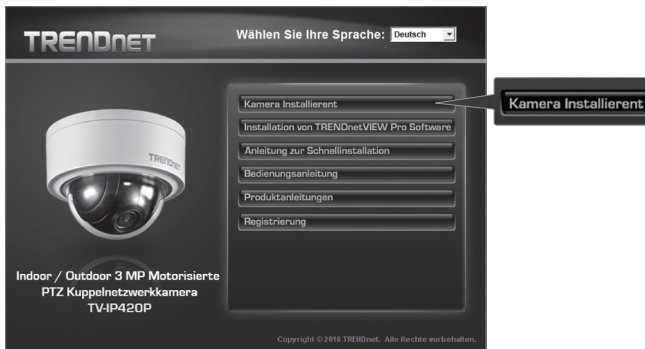 TRENDNET
Wählen Sie Ihre Sprache: Deutsch
Kamera Installierent
Kamera Installierent
Installation von TRENDnetVIEW Pro Software
Anleitung zur Schnellinstallation
Bedienungsanleitung
Produktanleitungen
Registrierung
TRENDNET
Indoor / Outdoor 3 MP Motorisierte
PTZ Kuppelnetzwerkkamera
TV-IP420P
Copyright © 2016 TRENDnet. Alle Rechte vorbehalten.